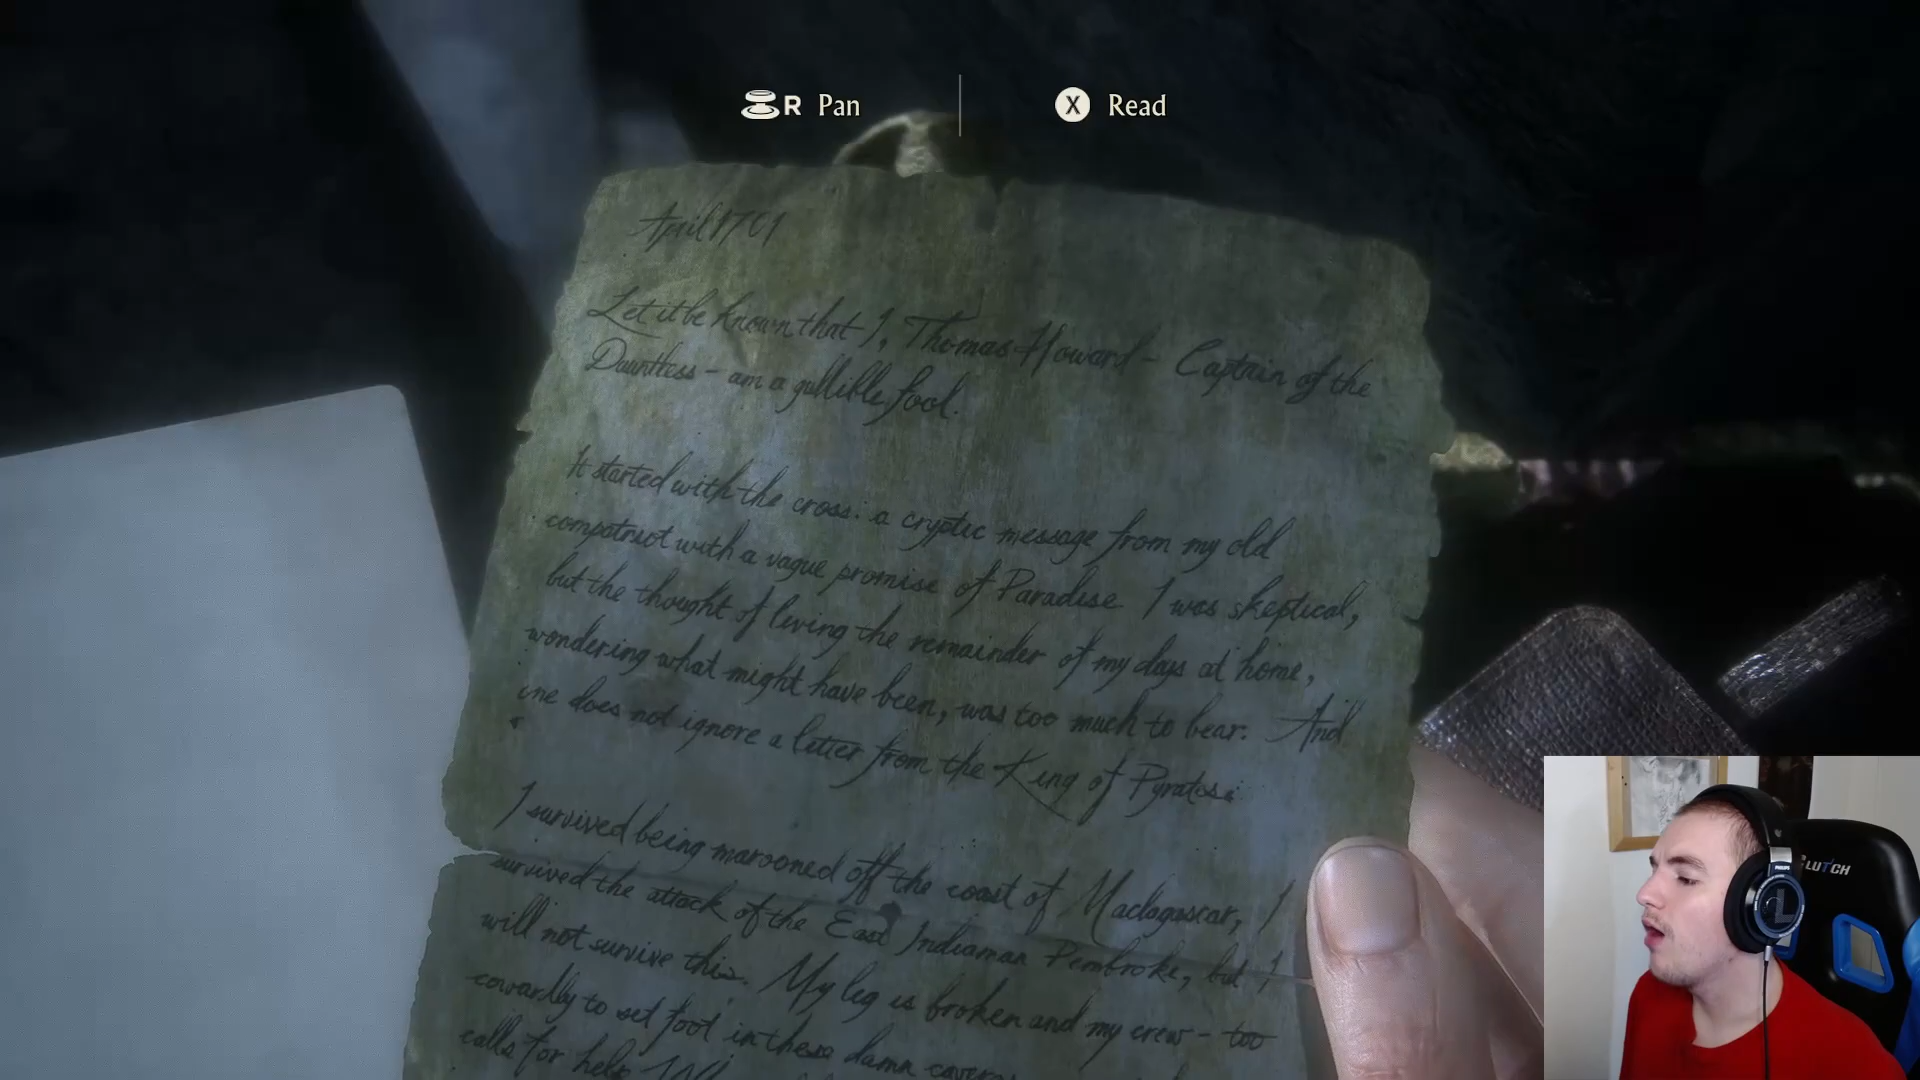 R Pan
X Read
April 1701
Let it be known that I, Thomas Howard - Captain of the
Dauntless - am a gullible fool.
It started with the cross: a cryptic message from my old
compatriot with a vague promise of Paradise. I was skeptical,
but the thought of living the remainder of my days at home,
wondering what might have been, was too much to bear. And
one does not ignore a letter from the King of Pyrates.
I survived being marooned off the coast of Madagascar, I
survived the attack of the East Indiaman Pembroke, but I
will not survive this. My leg is broken and my crew - too
cowardly to set foot in these damn
calls for help.
CLUTCH